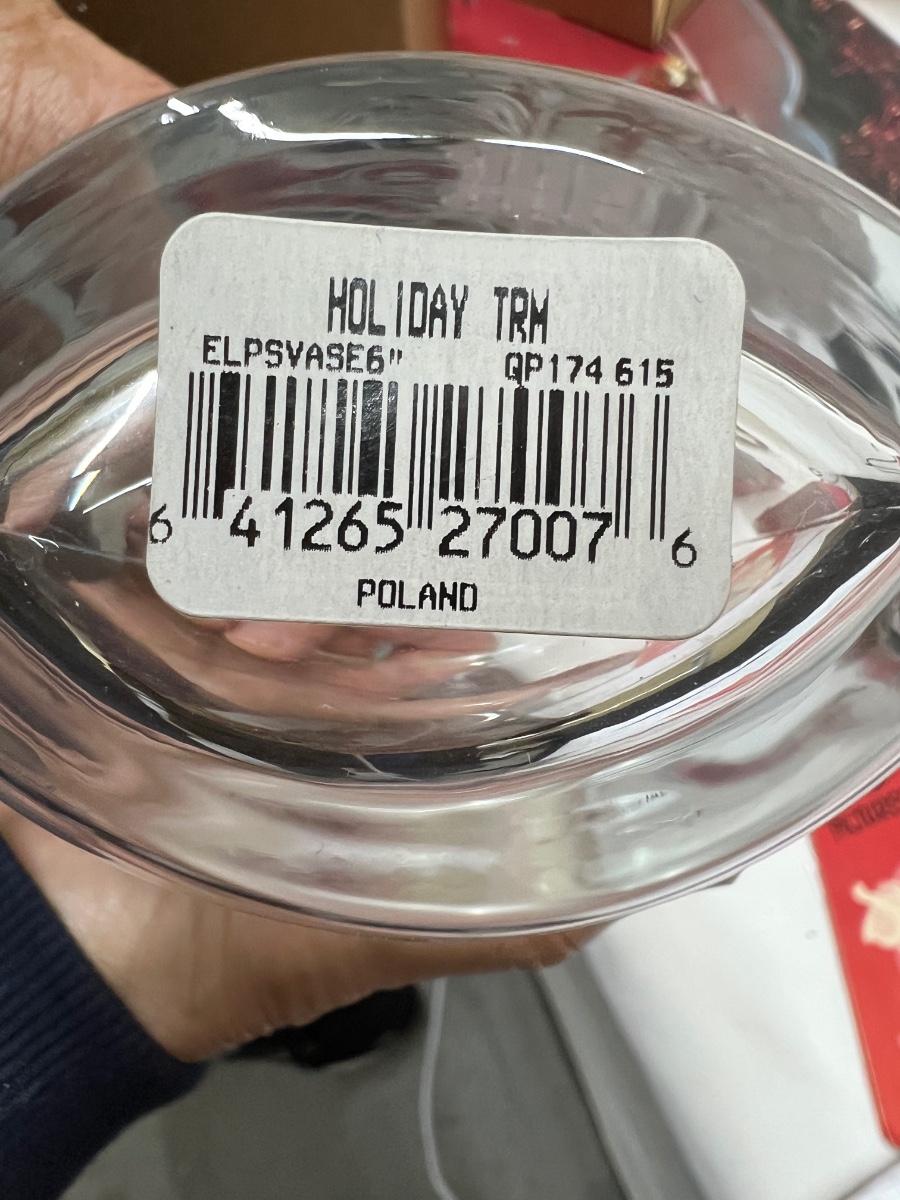 HOLIDAY TRM
ELPSVASE6" QP174 615
6 41265 27007 6
POLAND